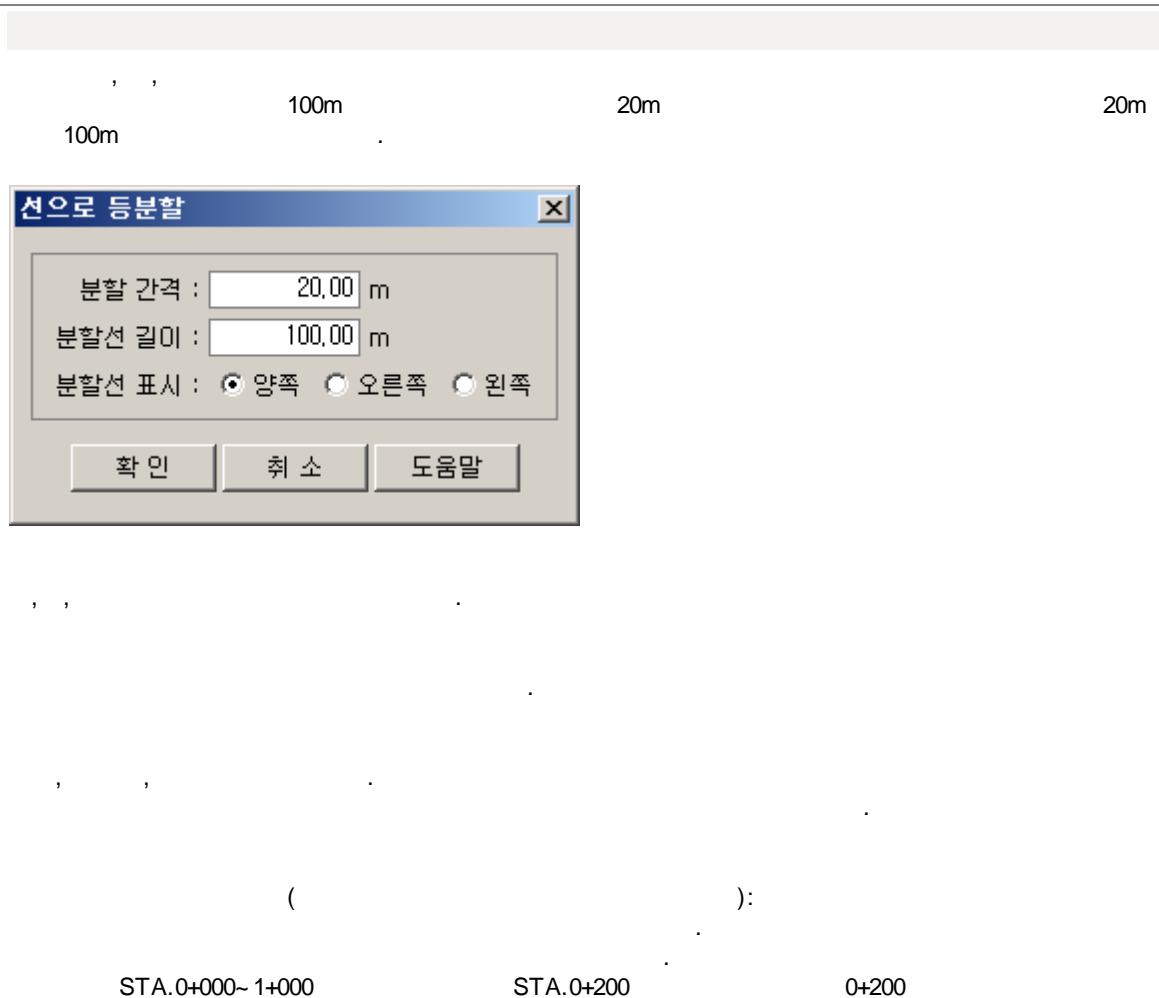 , ,
100m 20m 20m
100m .
선으로 등분할
분할 간격 : 20,00 m
분할선 길이 : 100,00 m
분할선 표시 : 양쪽 오른쪽 왼쪽
확 인 취 소 도움말
, , .
.
, , .
.
( ):
.
.
STA.0+000~1+000 STA.0+200 0+200